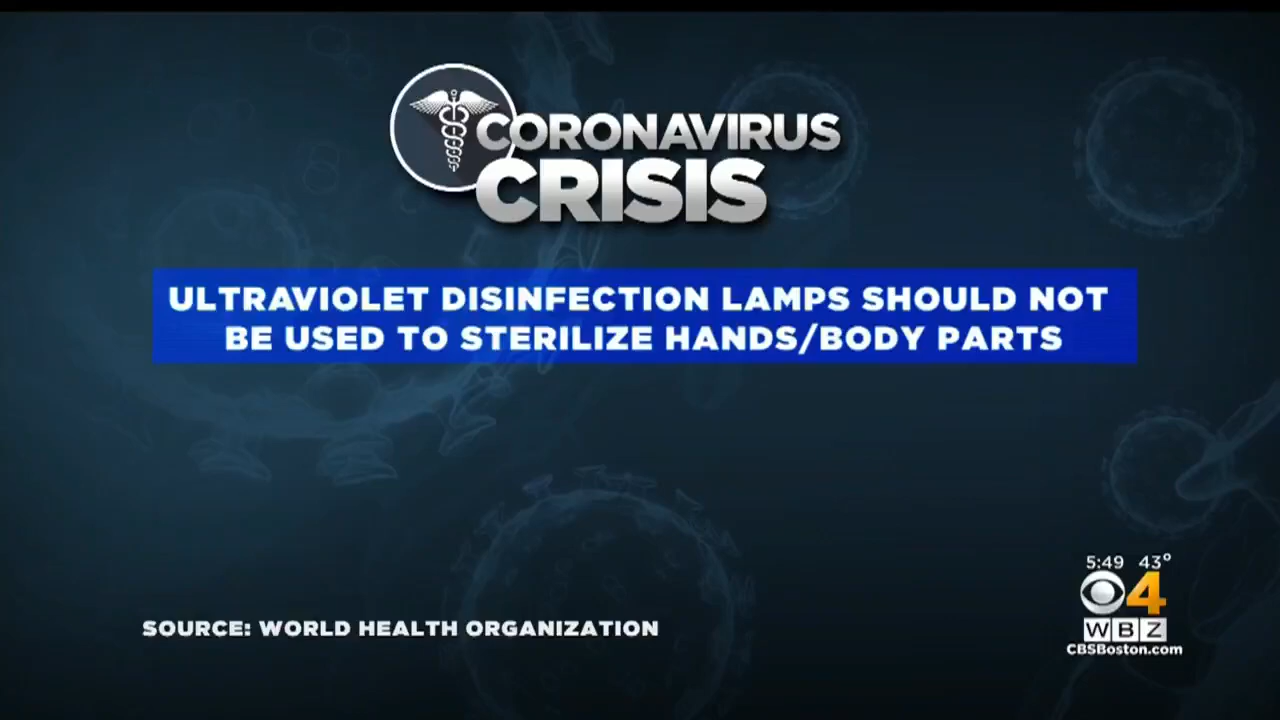 CORONAVIRUS
CRISIS
ULTRAVIOLET DISINFECTION LAMPS SHOULD NOT
BE USED TO STERILIZE HANDS/BODY PARTS
5:49 43°
4
WBZ
SOURCE: WORLD HEALTH ORGANIZATION
CBSBoston.com